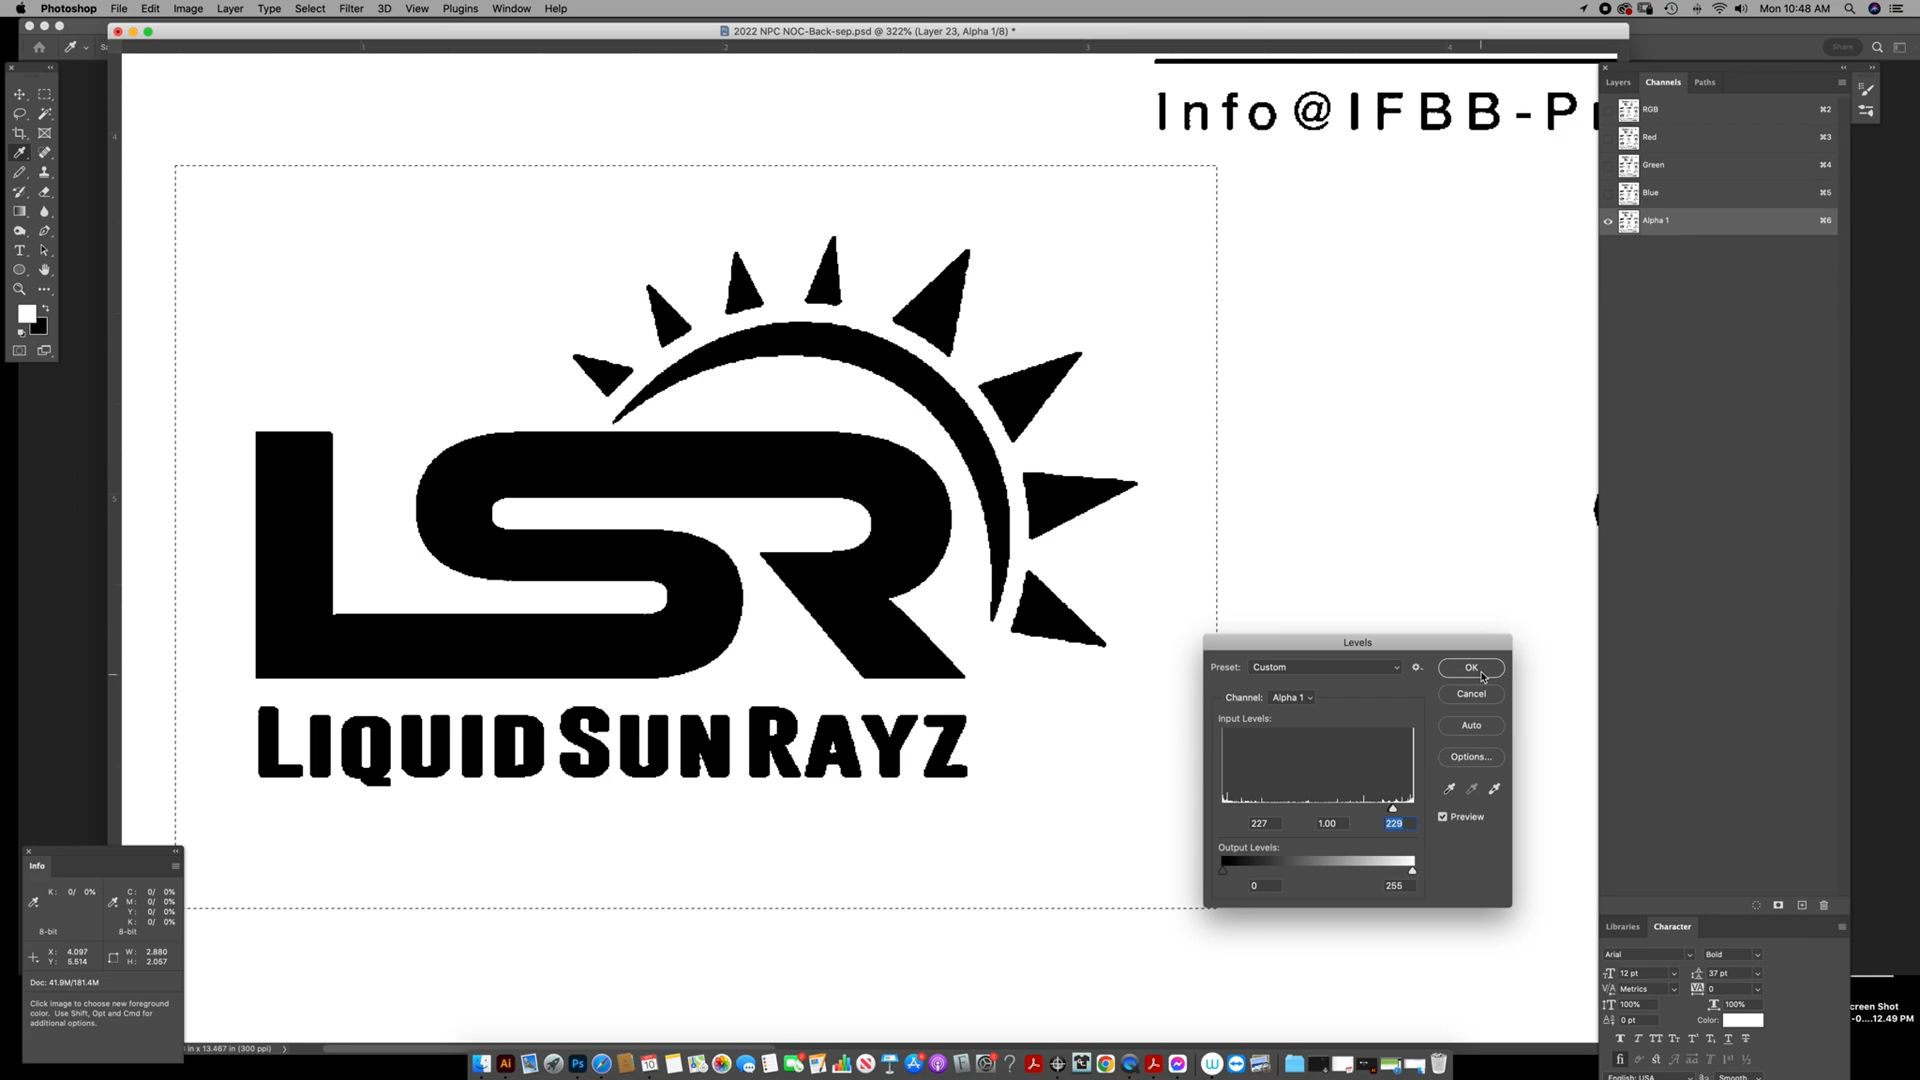 Photoshop File Edit Image Layer Type Select Filter 3D View Plugins Window Help Mon 10:48 AM
2022 NPC NOC-Back-sep.psd @ 322% (Layer 23, Alpha 1/8) *
Share
1 2 3 4
Layers Channels Paths
Info@IFBB-Pr
RGB ⌘2
Red ⌘3
Green ⌘4
Blue ⌘5
Alpha 1 ⌘6
4
5
LSR
LIQUID SUN RAYZ
Levels
Preset: Custom
OK
Cancel
Channel: Alpha 1
Input Levels:
Auto
Options...
Preview
227 1.00 229
Output Levels:
0 255
Info
K: 0/ 0%
C: 0/ 0%
M: 0/ 0%
Y: 0/ 0%
K: 0/ 0%
8-bit 8-bit
X: 4.097
Y: 5.514
W: 2.880
H: 2.057
Doc: 41.9M/181.4M
Click image to choose new foreground
color. Use Shift, Opt and Cmd for
additional options.
in x 13.467 in (300 ppi)
Libraries Character
Arial Bold
12 pt 37 pt
Metrics 0
100% 100%
0 pt Color:
English: USA Smooth
creen Shot
-0....12.49 PM